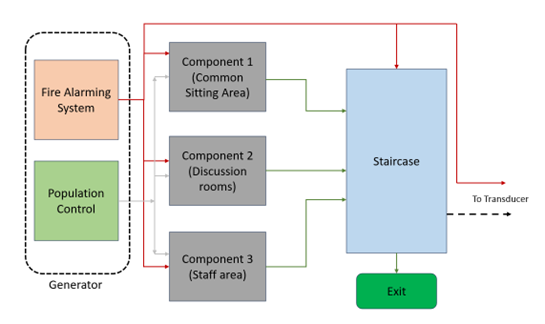 Fire Alarming
System
Population
Control
Generator
Component 1
(Common
Sitting Area)
Component 2
(Discussion
rooms)
Component 3
(Staff area)
Staircase
Exit
To Transducer